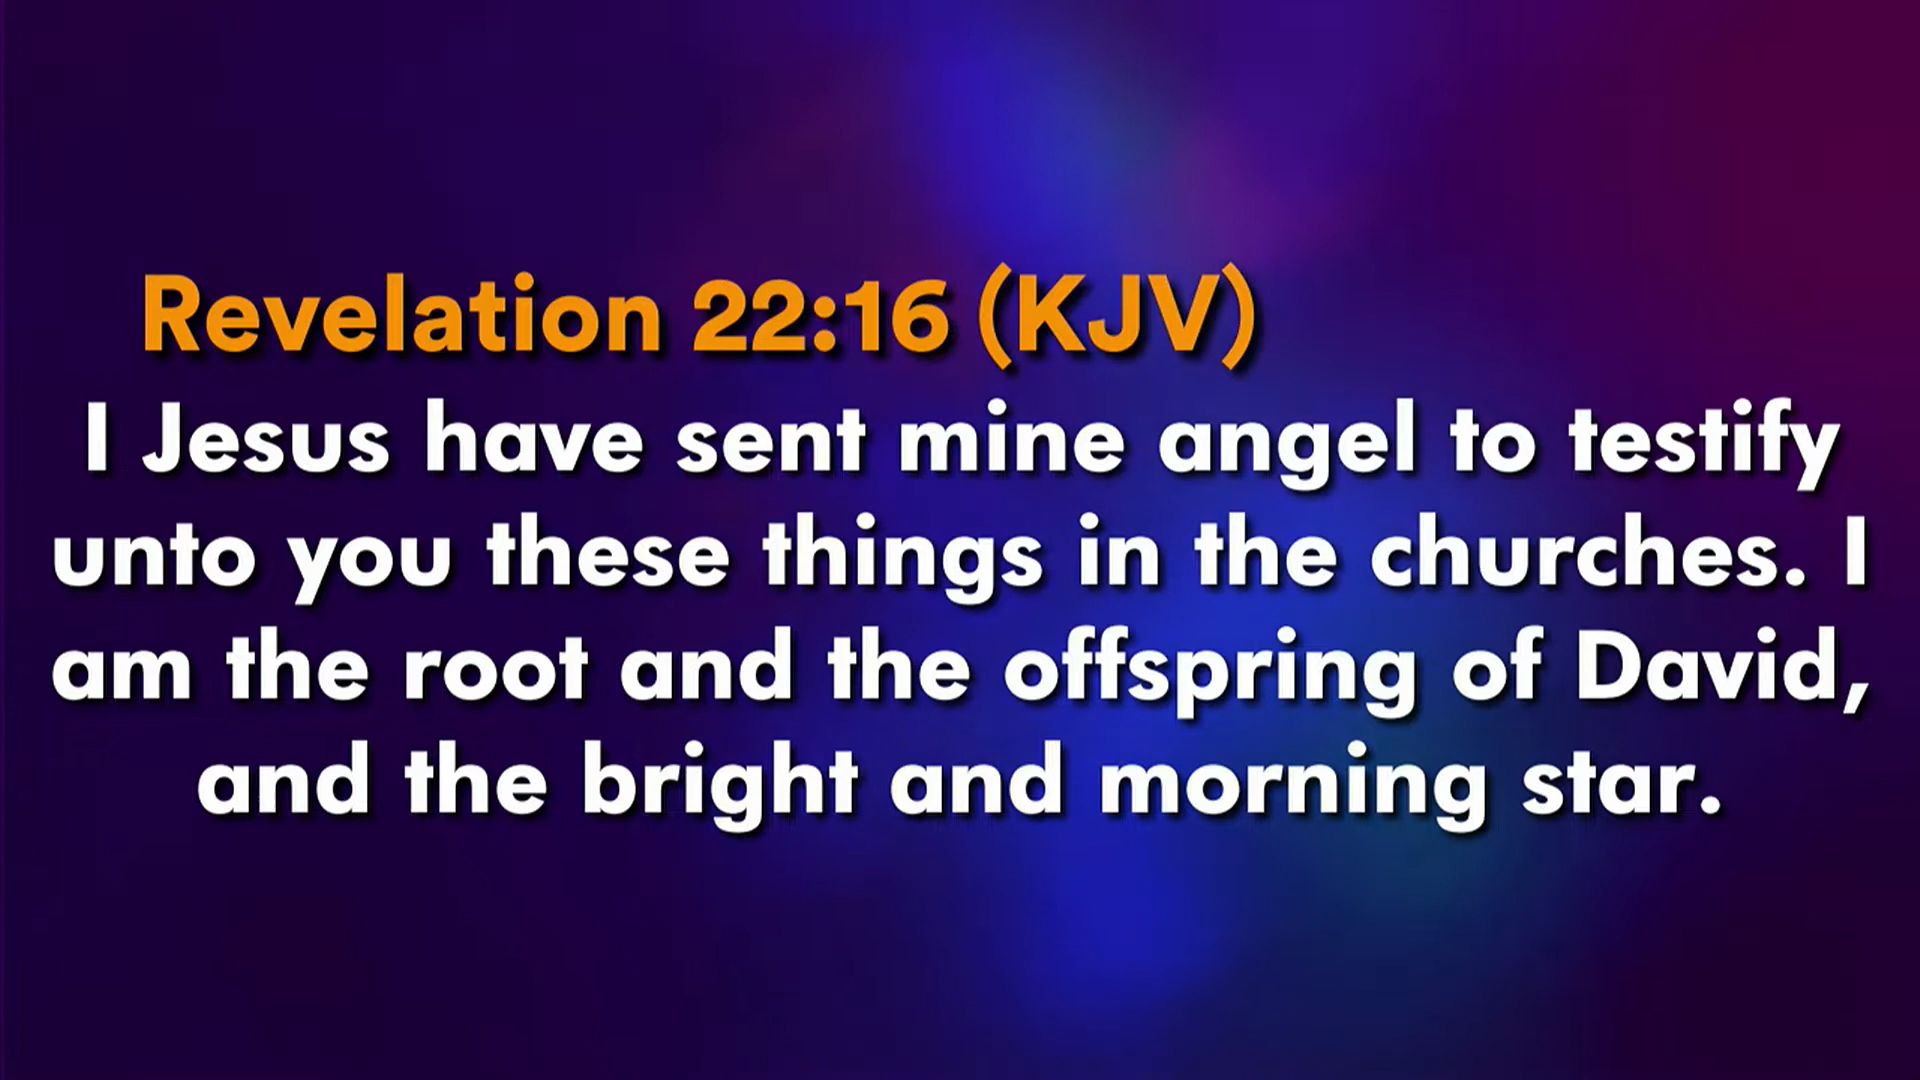 Revelation 22:16 (KJV)
I Jesus have sent mine angel to testify
unto you these things in the churches. I
am the root and the offspring of David,
and the bright and morning star.